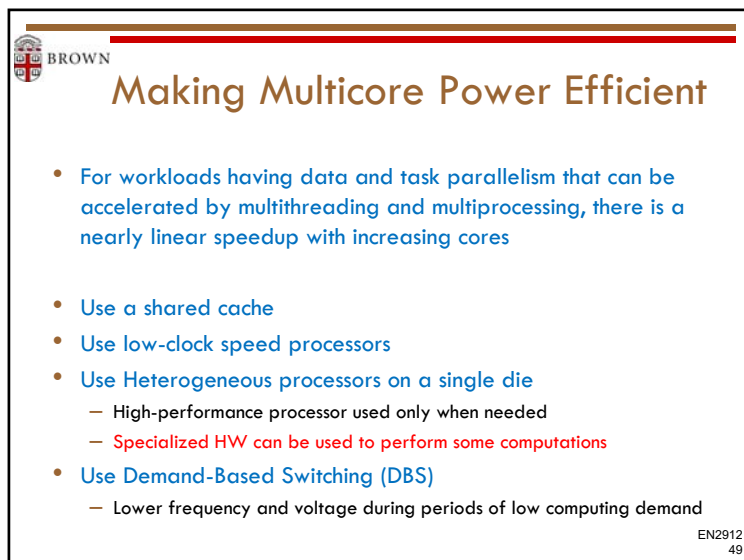 BROWN
Making Multicore Power Efficient
• For workloads having data and task parallelism that can be
accelerated by multithreading and multiprocessing, there is a
nearly linear speedup with increasing cores
• Use a shared cache
• Use low-clock speed processors
• Use Heterogeneous processors on a single die
– High-performance processor used only when needed
– Specialized HW can be used to perform some computations
• Use Demand-Based Switching (DBS)
– Lower frequency and voltage during periods of low computing demand
EN2912
49